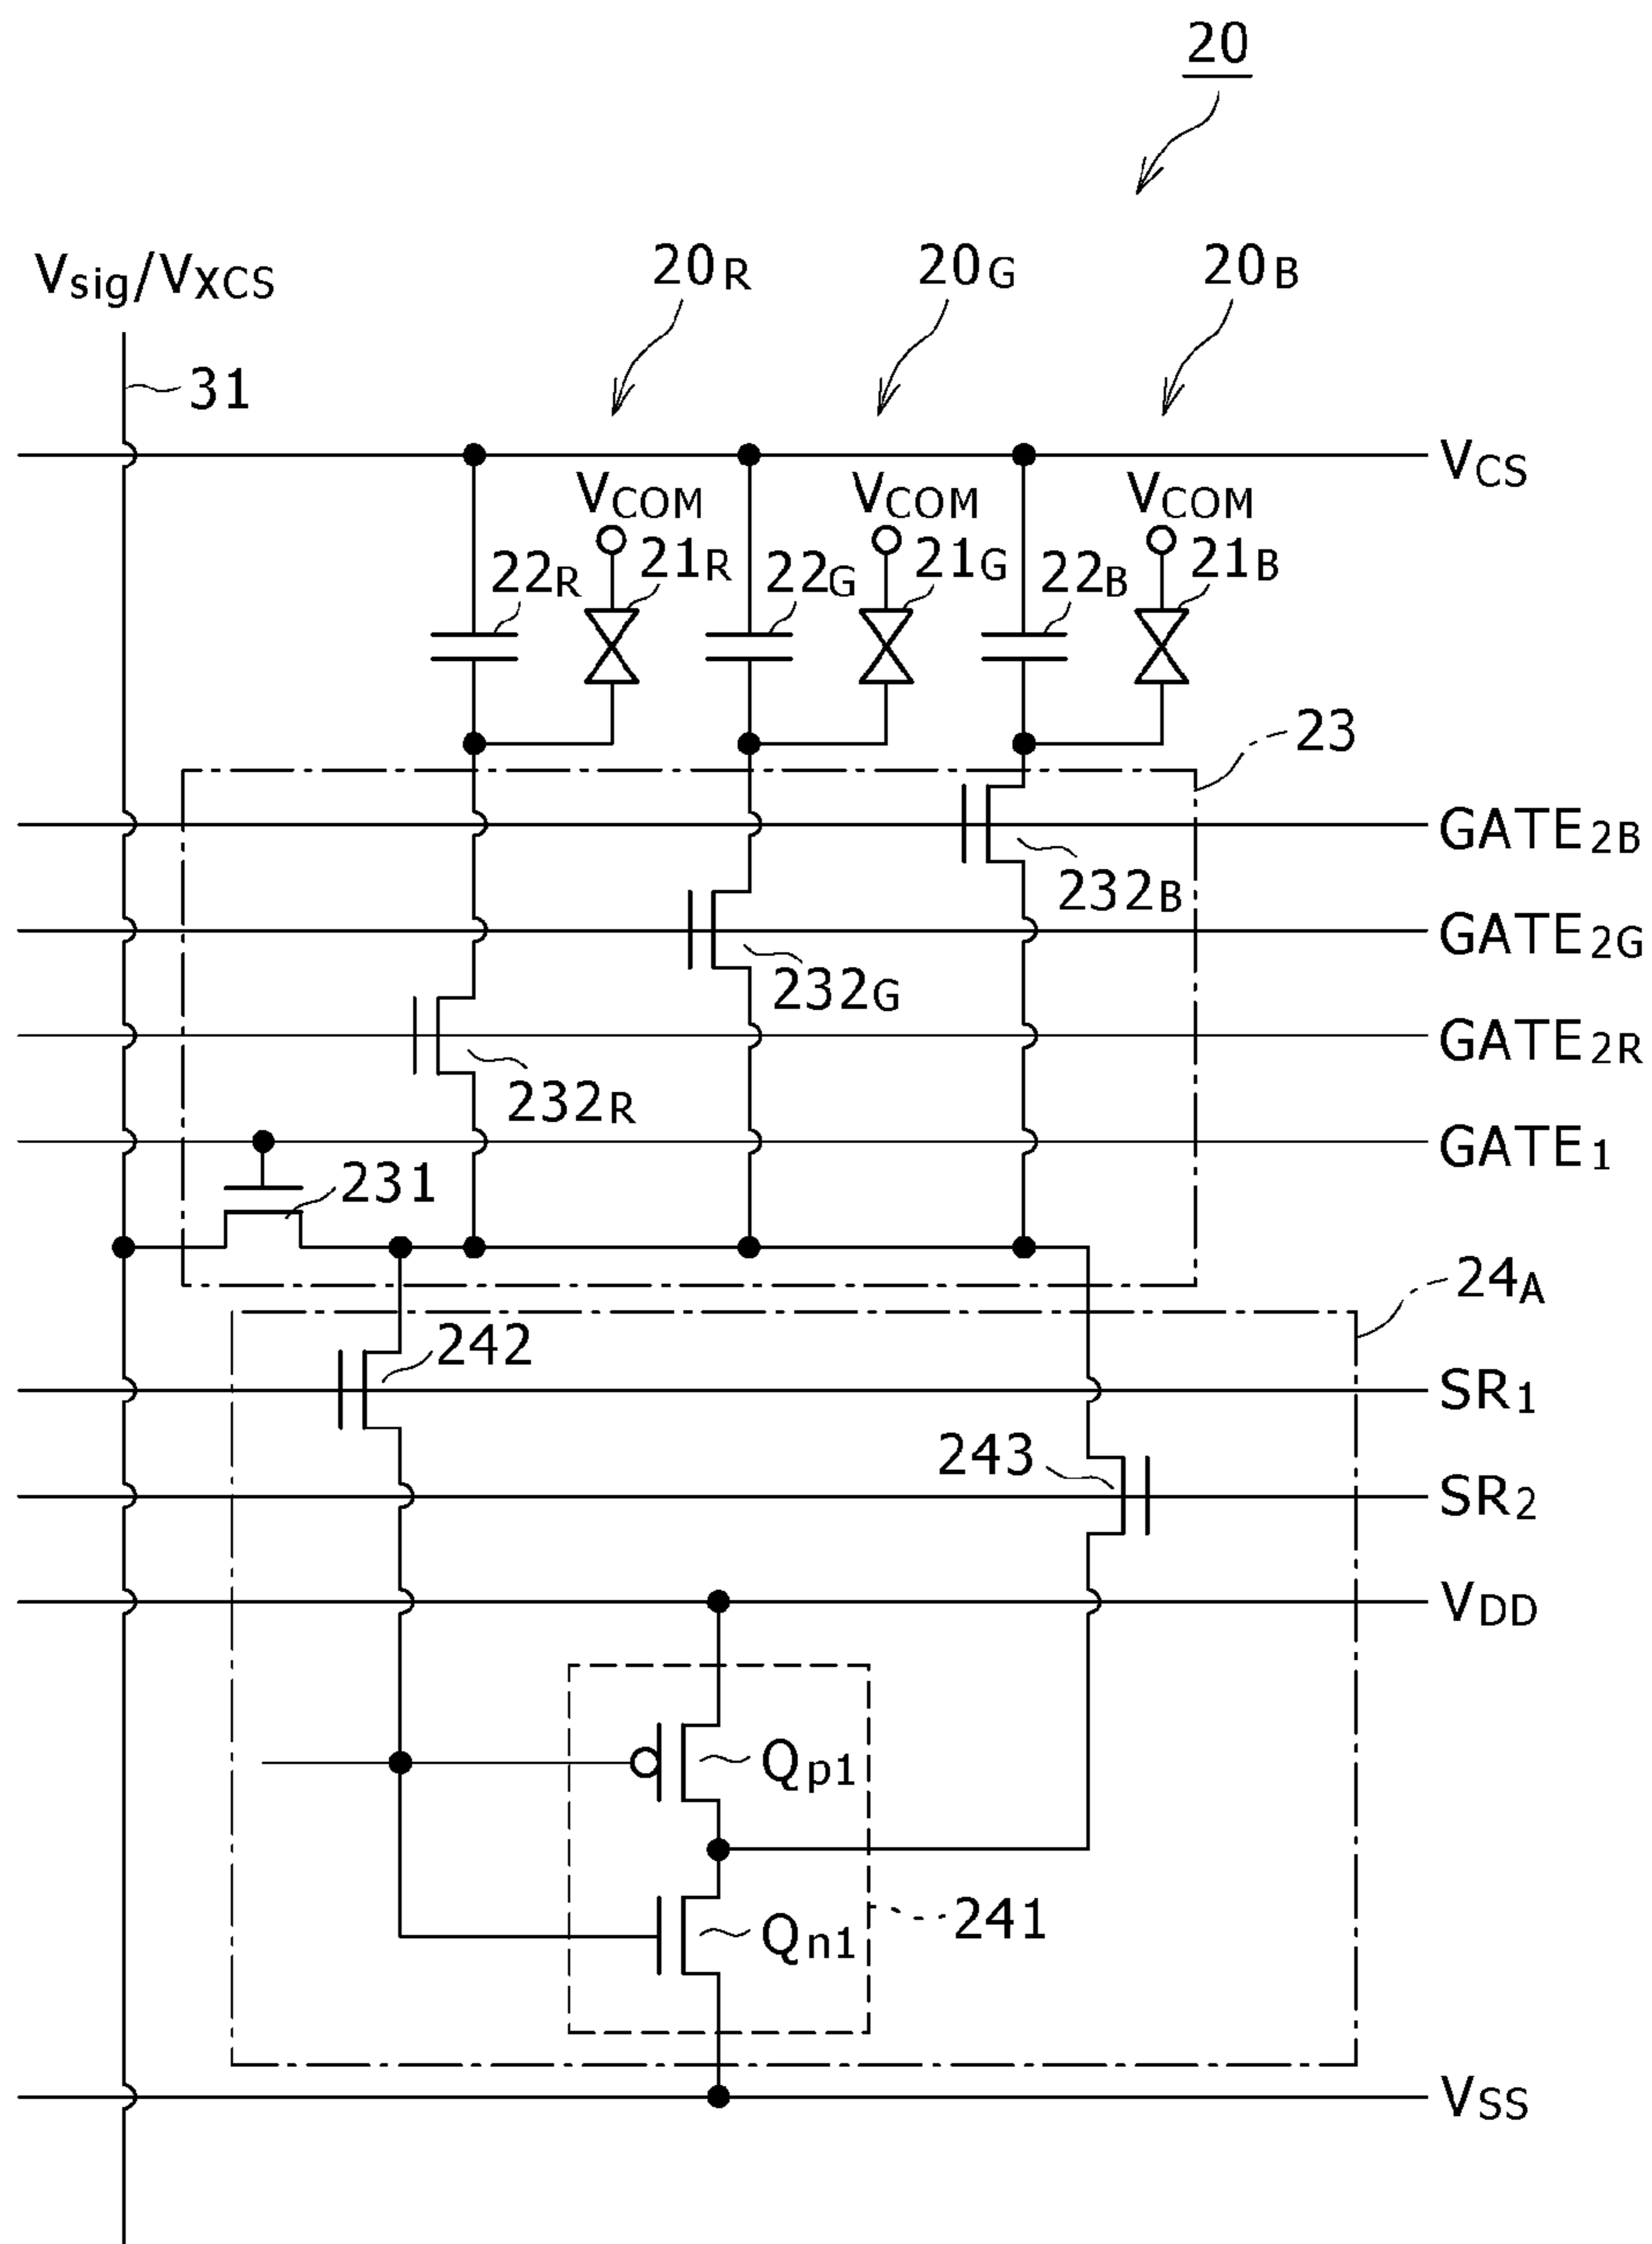 20
Vsig/VXCS
20R
20G
20B
31
VCS
VCOM
VCOM
VCOM
22R
21R
22G
21G
22B
21B
23
GATE2B
232B
GATE2G
232G
GATE2R
232R
GATE1
231
24A
242
SR1
243
SR2
VDD
Qp1
Qn1
241
VSS